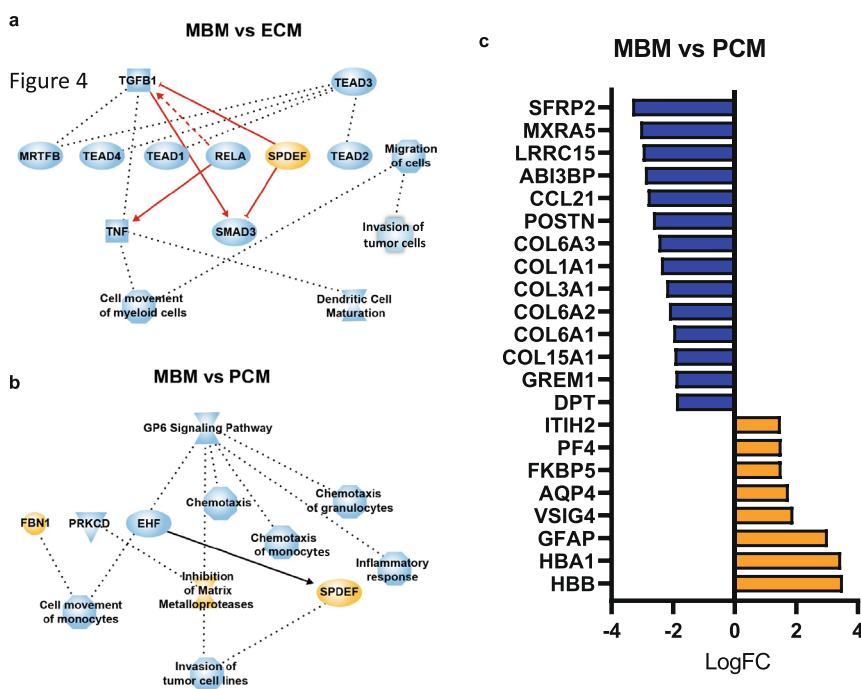 a
MBM vs ECM
Figure 4
TGFB1
TEAD3
MRTFB
TEAD4
TEAD1
RELA
SPDEF
TEAD2
Migration
of cells
TNF
SMAD3
Invasion of
tumor cells
Cell movement
of myeloid cells
Dendritic Cell
Maturation
b
MBM vs PCM
GP6 Signaling Pathway
FBN1
PRKCD
EHF
Chemotaxis
Chemotaxis
of granulocytes
Chemotaxis
of monocytes
Inflammatory
response
Inhibition
of Matrix
Metalloproteases
SPDEF
Cell movement
of monocytes
Invasion of
tumor cell lines
c
MBM vs PCM
SFRP2
MXRA5
LRRC15
ABI3BP
CCL21
POSTN
COL6A3
COL1A1
COL3A1
COL6A2
COL6A1
COL15A1
GREM1
DPT
ITIH2
PF4
FKBP5
AQP4
VSIG4
GFAP
HBA1
HBB
-4 -2 0 2 4
LogFC